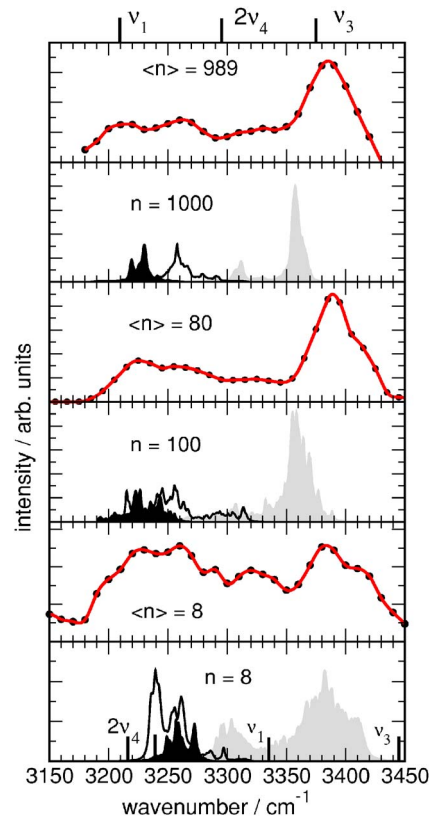 ν₁ 2ν₄ ν₃
<n> = 989
n = 1000
<n> = 80
n = 100
<n> = 8
n = 8
2ν₄ ν₁ ν₃
3150 3200 3250 3300 3350 3400 3450
wavenumber / cm⁻¹
intensity / arb. units